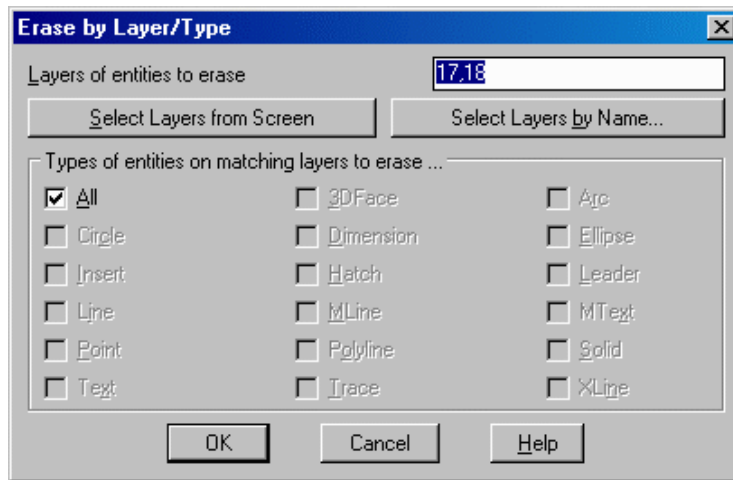 Erase by Layer/Type
Layers of entities to erase 17,18
Select Layers from Screen Select Layers by Name...
Types of entities on matching layers to erase ...
All 3DFace Arc
Circle Dimension Ellipse
Insert Hatch Leader
Line MLine MText
Point Polyline Solid
Text Trace XLine
OK Cancel Help